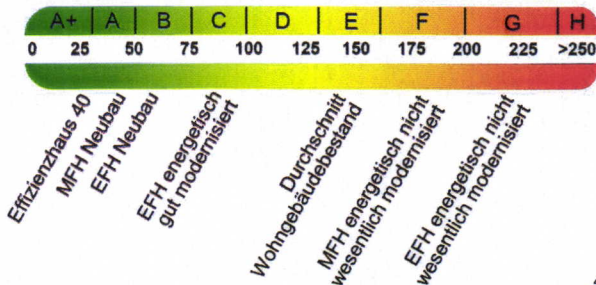 A+ A B C D E F G H
0 25 50 75 100 125 150 175 200 225 >250
Effizienzhaus 40
MFH Neubau
EFH Neubau
EFH energetisch
gut modernisiert
Durchschnitt
Wohngebäudebestand
MFH energetisch nicht
wesentlich modernisiert
EFH energetisch nicht
wesentlich modernisiert